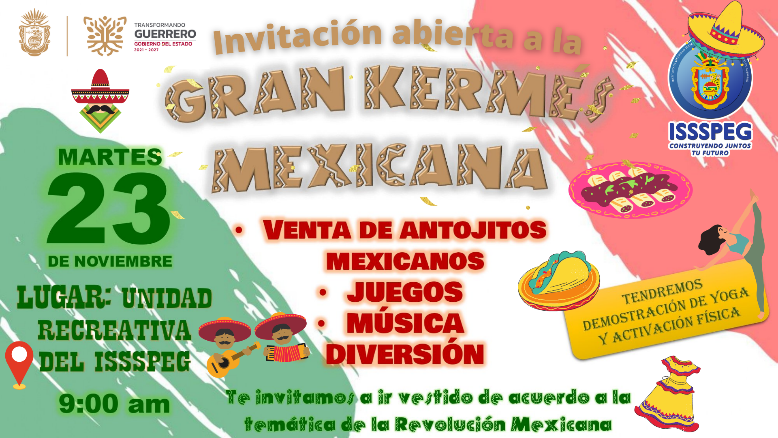 TRANSFORMANDO
GUERRERO
GOBIERNO DEL ESTADO
2021 - 2027
Invitación abierta a la
GRAN KERMÉS
MEXICANA
ISSSPEG
CONSTRUYENDO JUNTOS
TU FUTURO
MARTES
23
DE NOVIEMBRE
LUGAR: UNIDAD
RECREATIVA
DEL ISSSPEG
9:00 am
• VENTA DE ANTOJITOS
MEXICANOS
• JUEGOS
• MÚSICA
DIVERSIÓN
TENDREMOS
DEMOSTRACIÓN DE YOGA
Y ACTIVACIÓN FÍSICA
Te invitamos a ir vestido de acuerdo a la
temática de la Revolución Mexicana